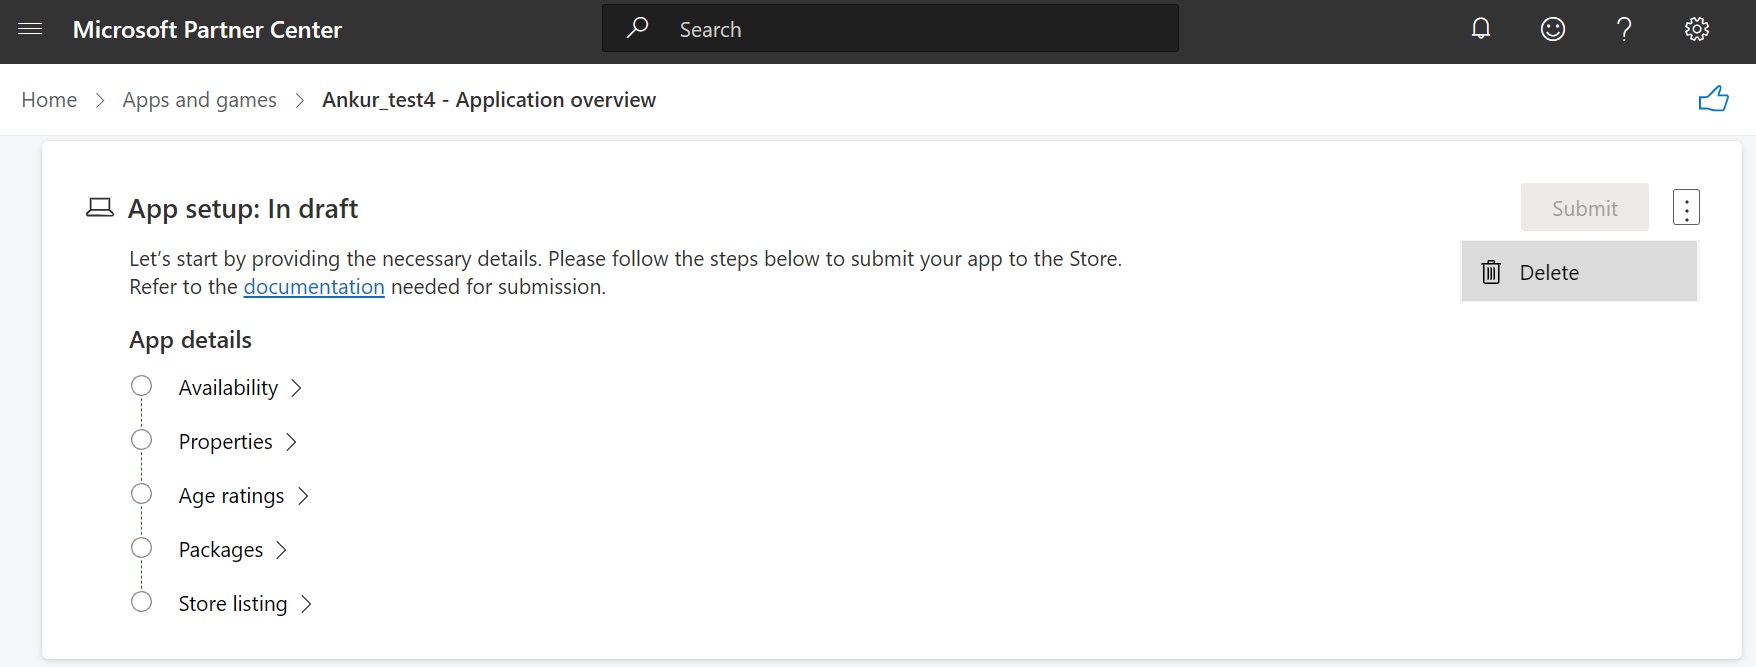 Microsoft Partner Center
Search
Home > Apps and games > Ankur_test4 - Application overview
App setup: In draft
Submit
Let’s start by providing the necessary details. Please follow the steps below to submit your app to the Store.
Refer to the documentation needed for submission.
Delete
App details
Availability
Properties
Age ratings
Packages
Store listing